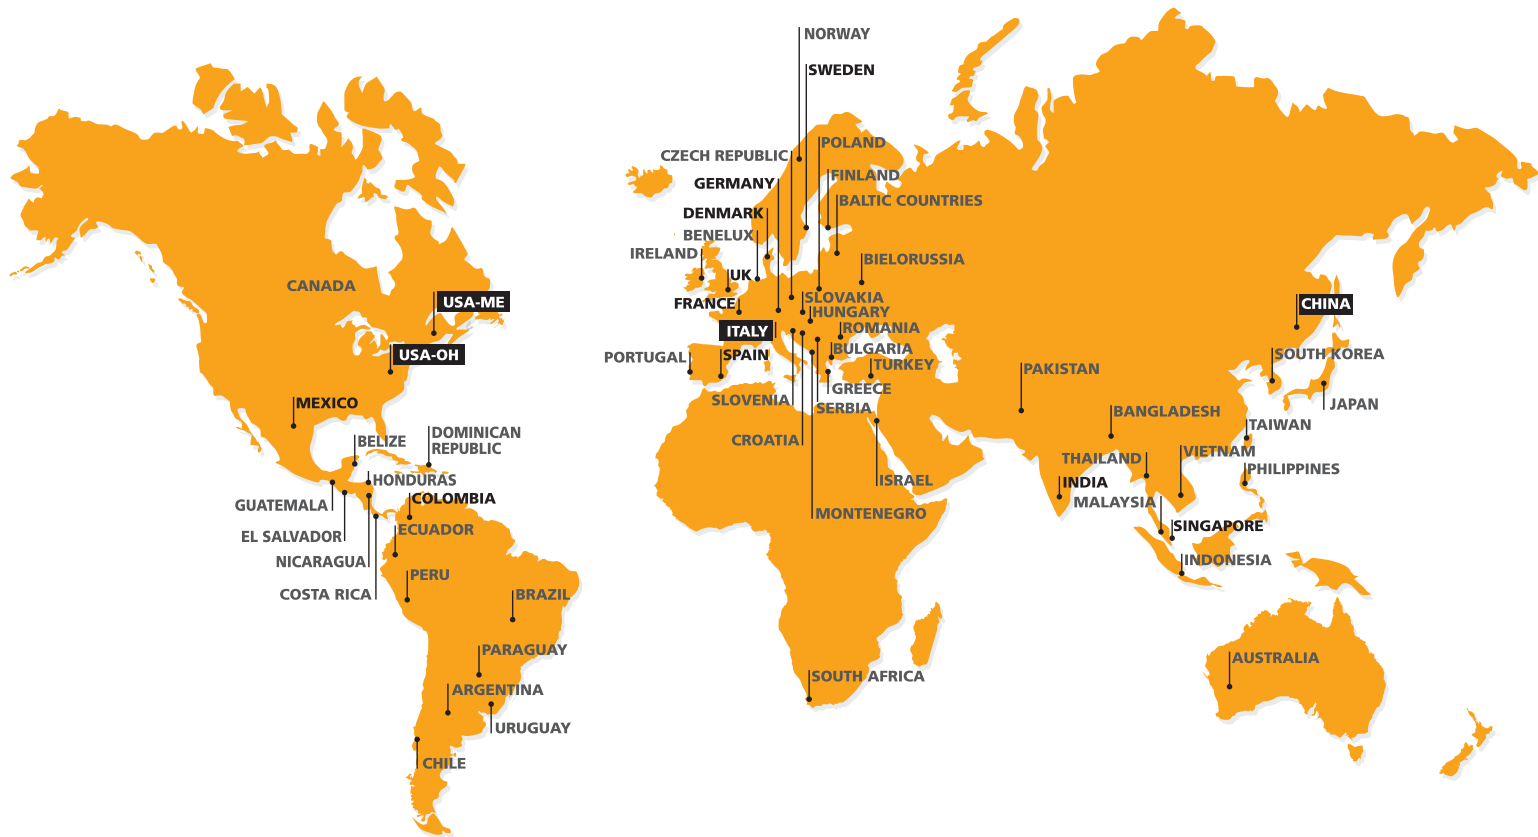 NORWAY
SWEDEN
POLAND
CZECH REPUBLIC
FINLAND
GERMANY
BALTIC COUNTRIES
DENMARK
BENELUX
IRELAND
BIELORUSSIA
UK
CANADA
SLOVAKIA
USA-ME
FRANCE
CHINA
HUNGARY
ITALY
ROMANIA
USA-OH
BULGARIA
SOUTH KOREA
PORTUGAL
SPAIN
TURKEY
PAKISTAN
GREECE
MEXICO
SLOVENIA
SERBIA
JAPAN
BANGLADESH
TAIWAN
DOMINICAN
REPUBLIC
BELIZE
CROATIA
VIETNAM
THAILAND
PHILIPPINES
HONDURAS
ISRAEL
INDIA
COLOMBIA
GUATEMALA
MALAYSIA
MONTENEGRO
SINGAPORE
ECUADOR
EL SALVADOR
NICARAGUA
INDONESIA
PERU
COSTA RICA
BRAZIL
PARAGUAY
AUSTRALIA
SOUTH AFRICA
ARGENTINA
URUGUAY
CHILE